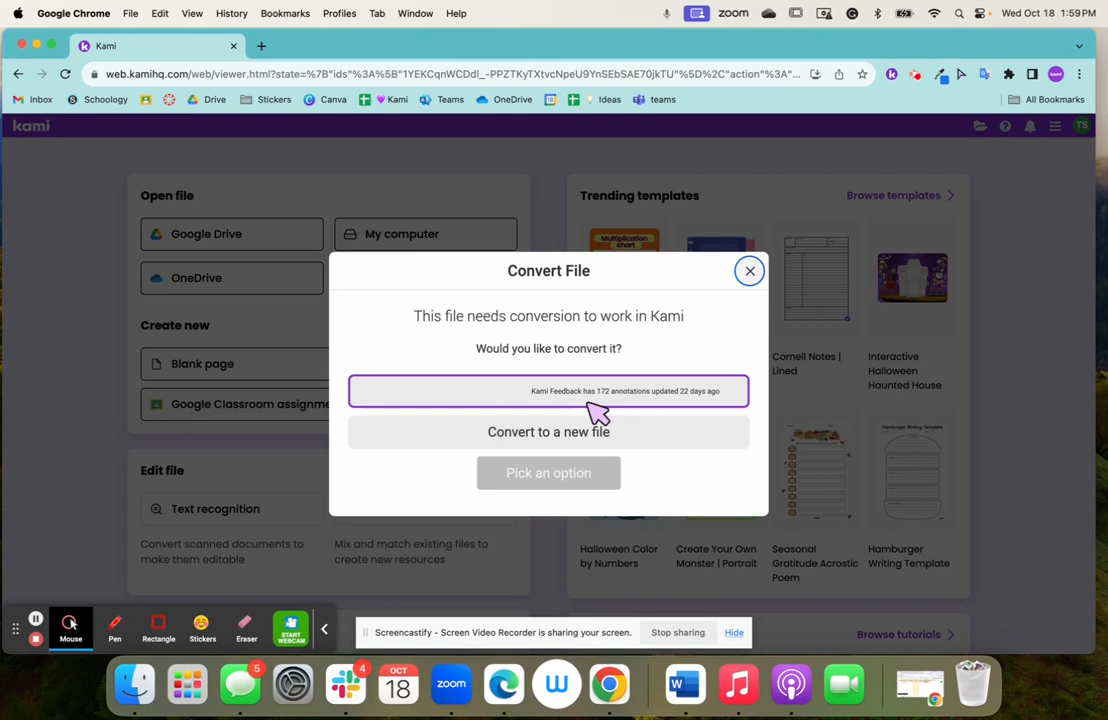 Google Chrome File Edit View History Bookmarks Profiles Tab Window Help zoom Wed Oct 18 1:59 PM
Kami
web.kamihq.com/web/viewer.html?state=%7B"ids"%3A%5B"1YEKCqnWCDdl_-PPZTKyTXtvcNpeU9YnSEbSAE70jkTU"%5D%2C"action"%3A"...
Inbox Schoology Drive Stickers Canva Kami Teams OneDrive Ideas teams All Bookmarks
kami TS
Open file
Google Drive My computer
OneDrive
Create new
Blank page
Google Classroom assignme
Edit file
Text recognition
Convert scanned documents to
make them editable
Mix and match existing files to
create new resources
Trending templates Browse templates
Multiplication
chart
Cornell Notes |
Lined
Interactive
Halloween
Haunted House
Halloween Color
by Numbers
Create Your Own
Monster | Portrait
Seasonal
Gratitude Acrostic
Poem
Hamburger
Writing Template
Browse tutorials
Convert File
This file needs conversion to work in Kami
Would you like to convert it?
Kami Feedback has 172 annotations updated 22 days ago
Convert to a new file
Pick an option
Mouse Pen Rectangle Stickers Eraser START
WEBCAM
Screencastify - Screen Video Recorder is sharing your screen. Stop sharing Hide
5 4 OCT
18 zoom W W